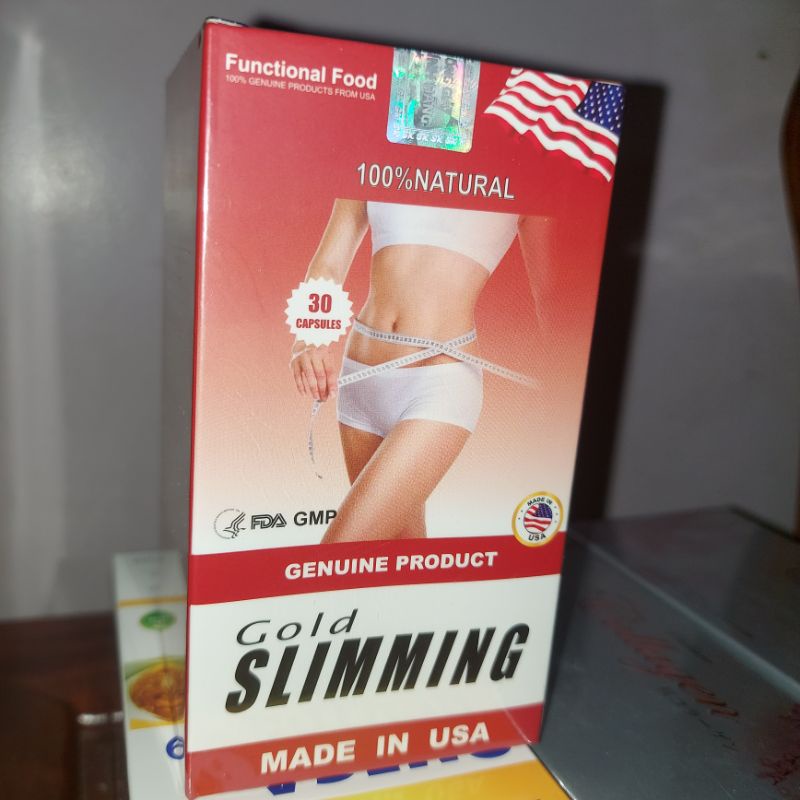 Functional Food
100% GENUINE PRODUCTS FROM USA
100%NATURAL
30
CAPSULES
FDA GMP
MADE IN
USA
GENUINE PRODUCT
Gold
SLIMMING
MADE IN USA
Collagen